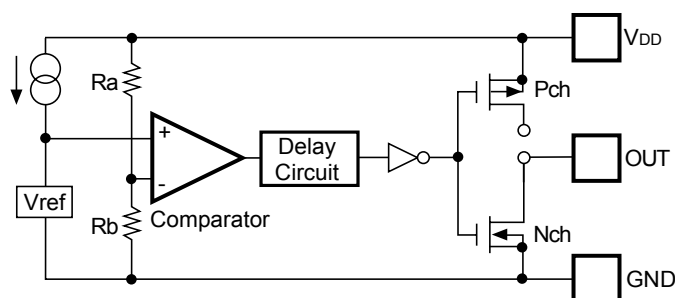 VDD
Ra
Pch
+
Delay
Circuit
OUT
Vref
-
Rb
Comparator
Nch
GND